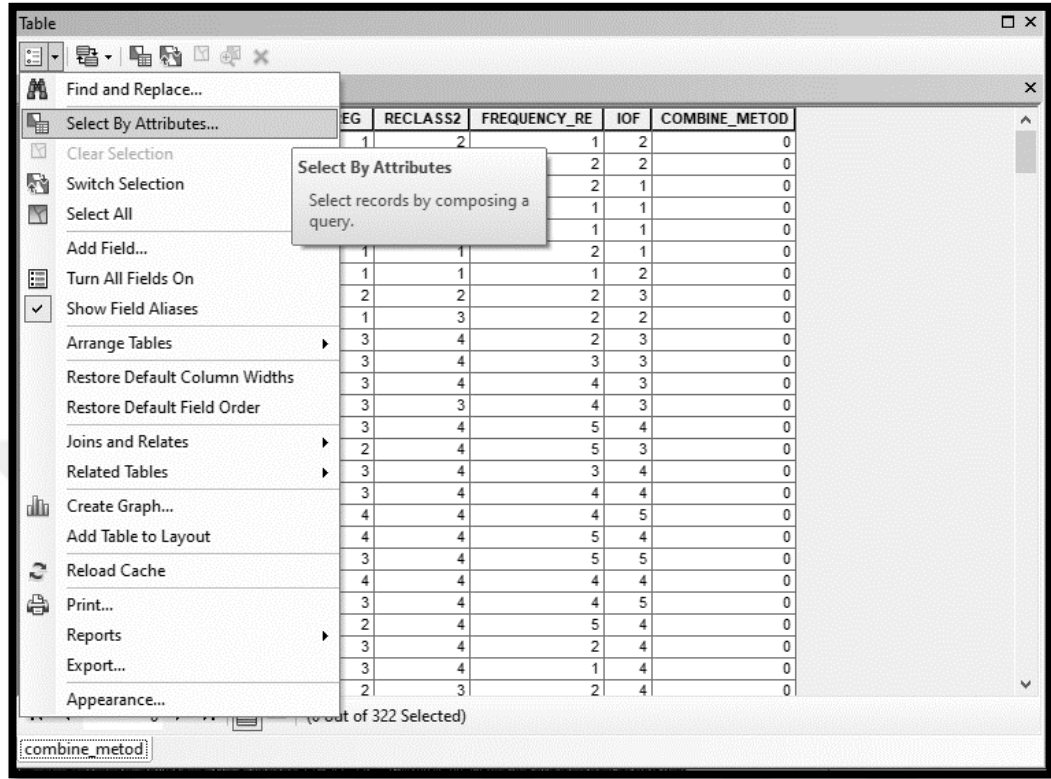 Table
Find and Replace...
Select By Attributes...
Clear Selection
Switch Selection
Select All
Add Field...
Turn All Fields On
Show Field Aliases
Arrange Tables
Restore Default Column Widths
Restore Default Field Order
Joins and Relates
Related Tables
Create Graph...
Add Table to Layout
Reload Cache
Print...
Reports
Export...
Appearance...
Select By Attributes
Select records by composing a
query.
EG RECLASS2 FREQUENCY_RE IOF COMBINE_METOD
1 2 1 2 0
2 2 0
2 1 0
1 1 0
1 1 0
1 1 2 1 0
1 1 1 2 0
2 2 2 3 0
1 3 2 2 0
3 4 2 3 0
3 4 3 3 0
3 4 4 3 0
3 3 4 3 0
3 4 5 4 0
2 4 5 3 0
3 4 3 4 0
3 4 4 4 0
4 4 4 5 0
4 4 5 4 0
3 4 5 5 0
4 4 4 4 0
3 4 4 5 0
2 4 5 4 0
3 4 2 4 0
3 4 1 4 0
2 3 2 4 0
out of 322 Selected)
combine_metod